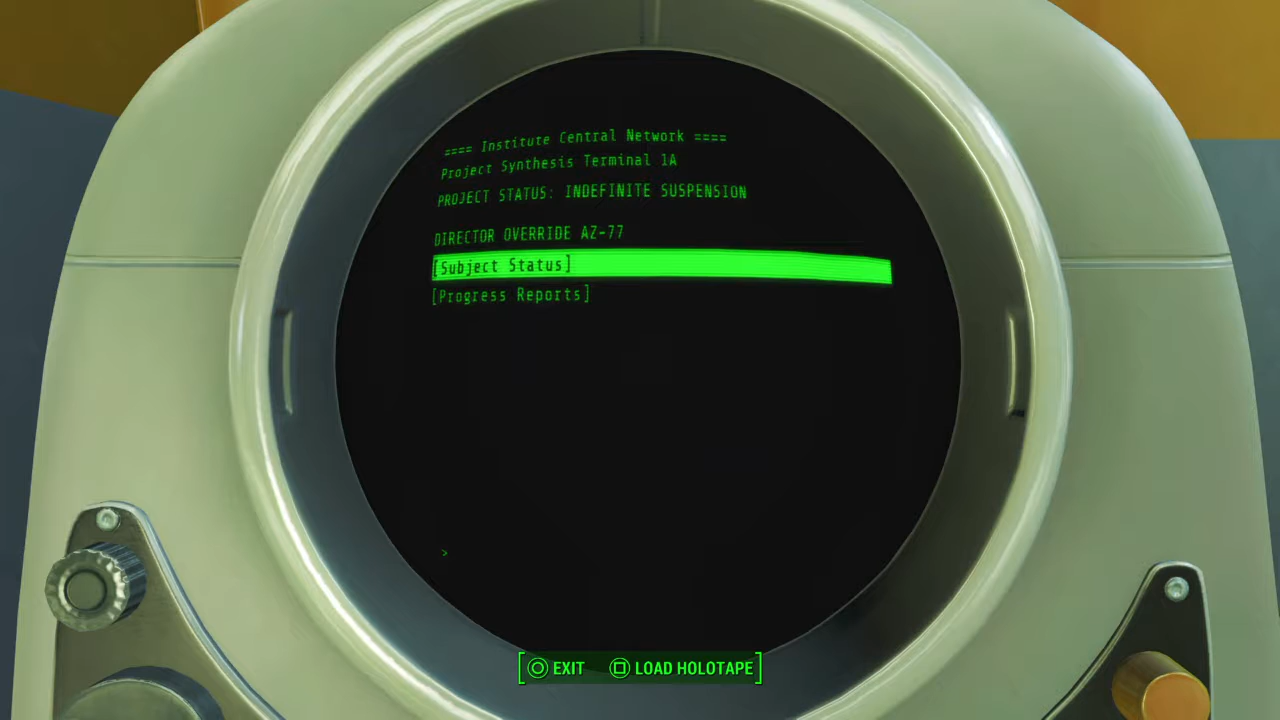 ==== Institute Central Network ====
Project Synthesis Terminal 1A
PROJECT STATUS: INDEFINITE SUSPENSION
DIRECTOR OVERRIDE AZ-77
[Subject Status]
[Progress Reports]
>
EXIT LOAD HOLOTAPE